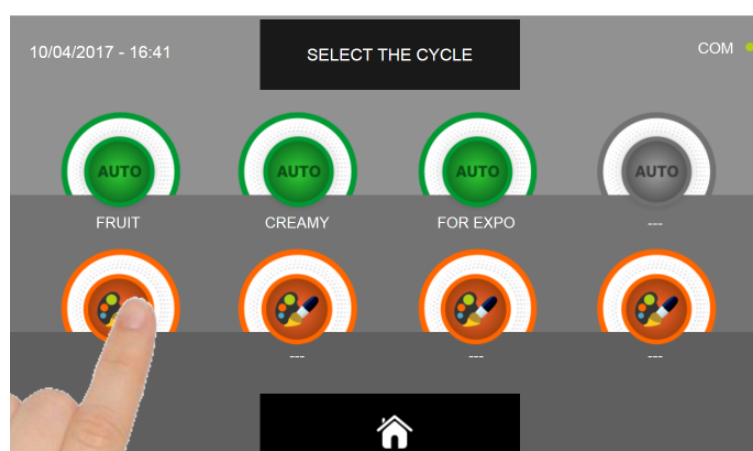 10/04/2017 - 16:41
SELECT THE CYCLE
COM
AUTO
AUTO
AUTO
AUTO
FRUIT
CREAMY
FOR EXPO
---
---
---
---